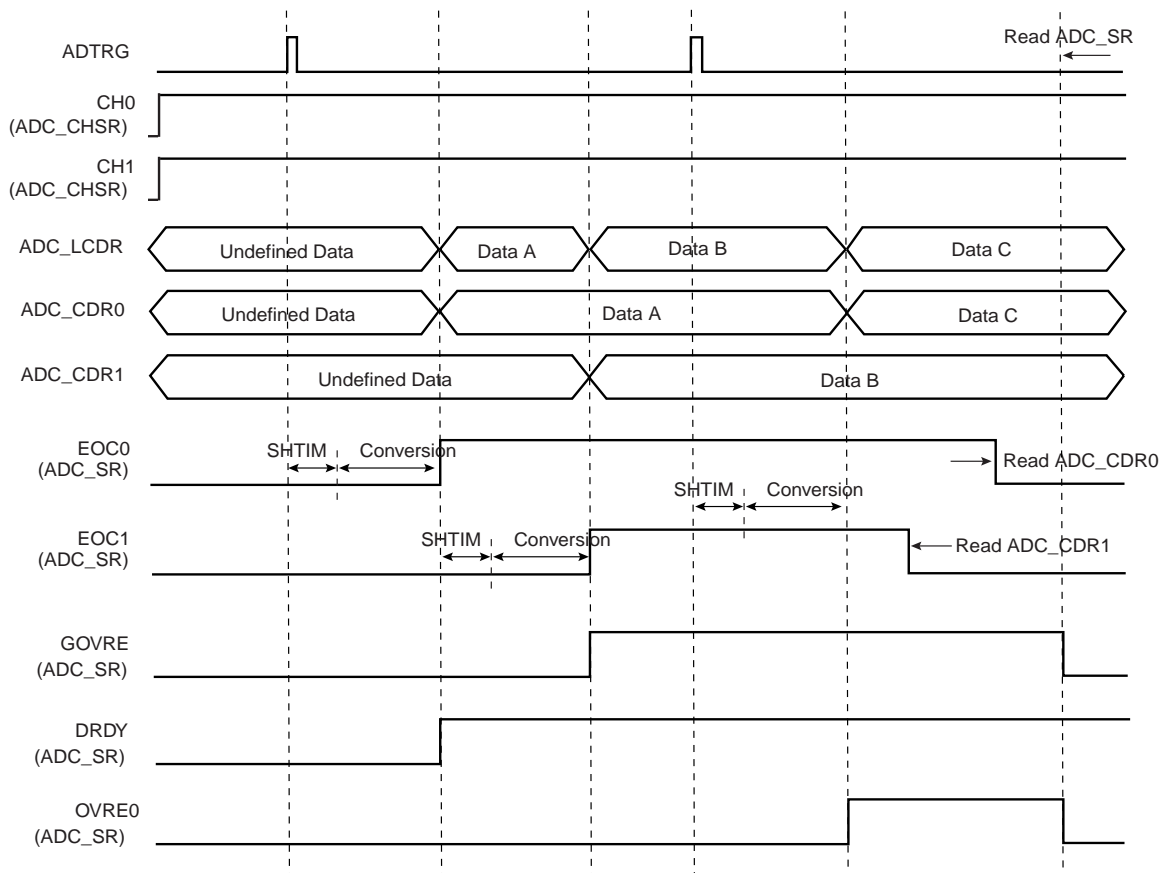 ADTRG
Read ADC_SR
CH0
(ADC_CHSR)
CH1
(ADC_CHSR)
ADC_LCDR
Undefined Data
Data A
Data B
Data C
ADC_CDR0
Undefined Data
Data A
Data C
ADC_CDR1
Undefined Data
Data B
EOC0
(ADC_SR)
SHTIM
Conversion
Read ADC_CDR0
SHTIM
Conversion
EOC1
(ADC_SR)
SHTIM
Conversion
Read ADC_CDR1
GOVRE
(ADC_SR)
DRDY
(ADC_SR)
OVRE0
(ADC_SR)